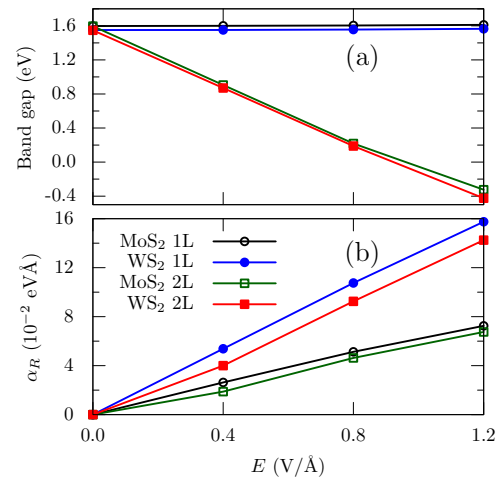 1.6
1.2
0.8
0.4
0.0
-0.4
Band gap (eV)
(a)
16
12
8
4
0
α_R (10⁻² eVÅ)
MoS₂ 1L
WS₂ 1L
MoS₂ 2L
WS₂ 2L
(b)
0.0 0.4 0.8 1.2
E (V/Å)